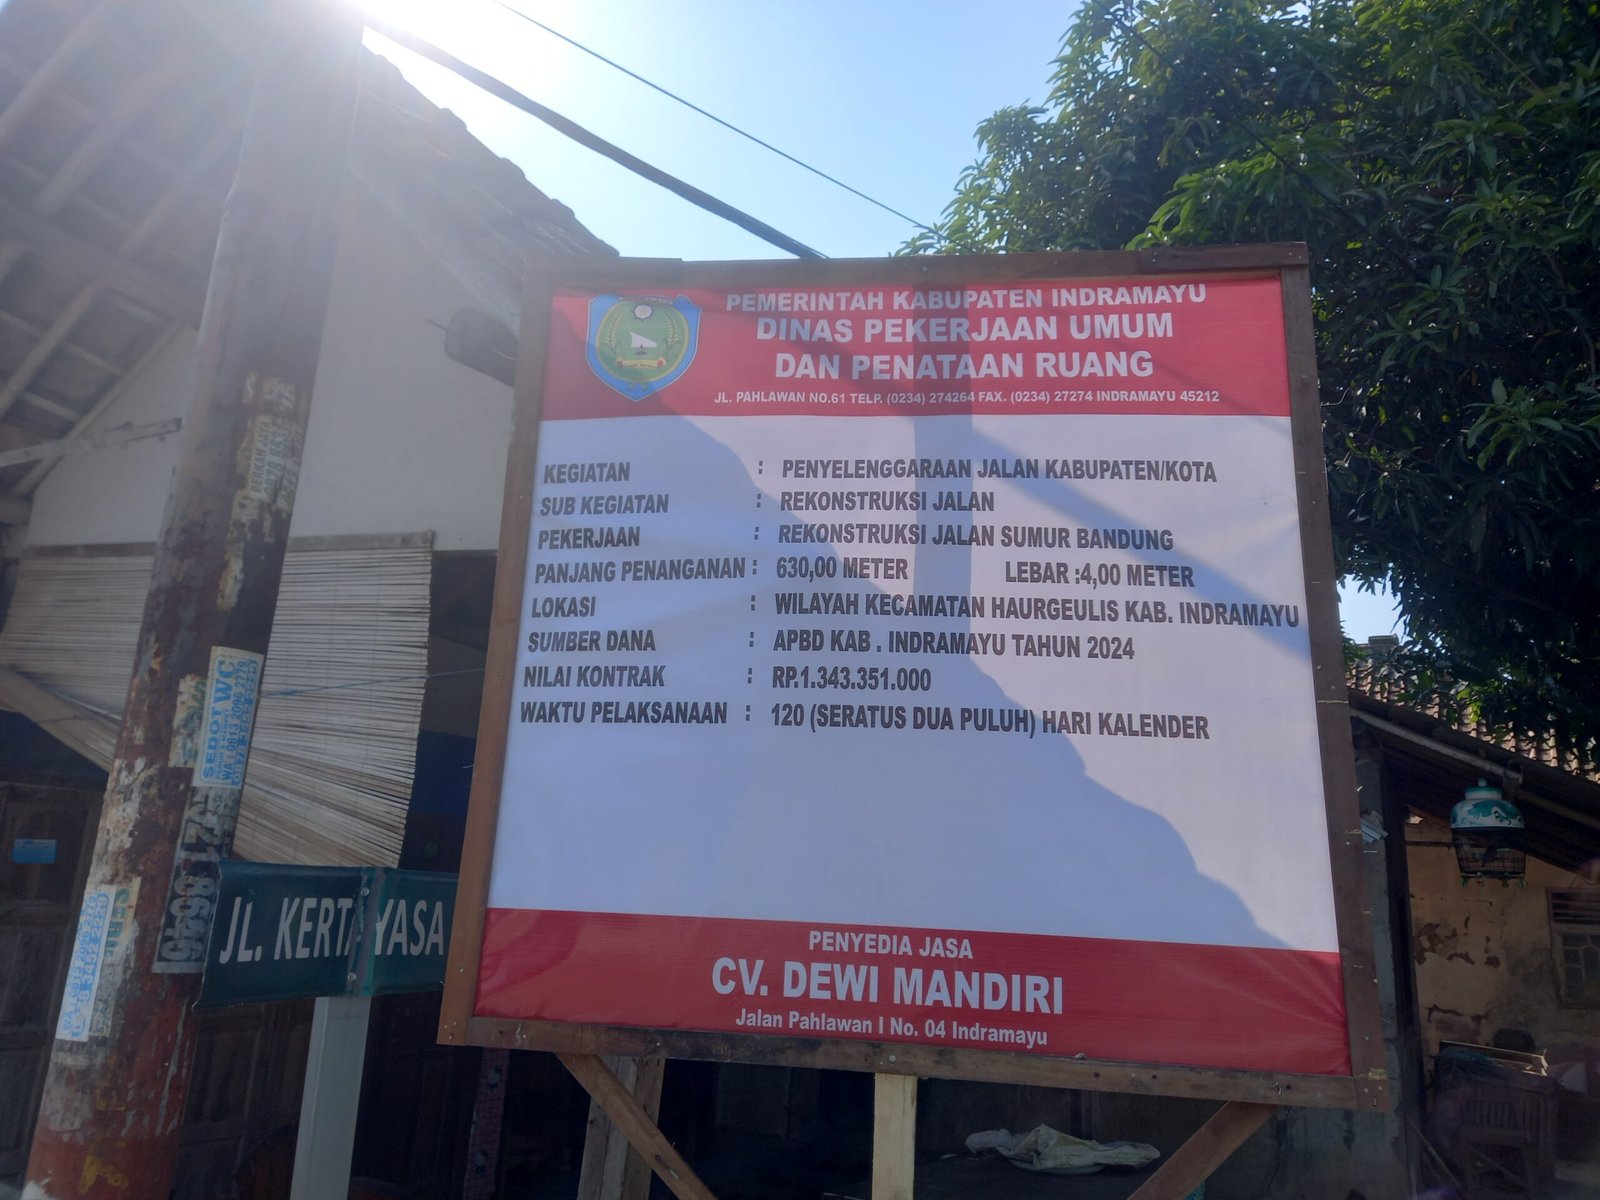 PEMERINTAH KABUPATEN INDRAMAYU
DINAS PEKERJAAN UMUM
DAN PENATAAN RUANG
JL. PAHLAWAN NO.61 TELP. (0234) 274264 FAX. (0234) 27274 INDRAMAYU 45212
KEGIATAN : PENYELENGGARAAN JALAN KABUPATEN/KOTA
SUB KEGIATAN : REKONSTRUKSI JALAN
PEKERJAAN : REKONSTRUKSI JALAN SUMUR BANDUNG
PANJANG PENANGANAN : 630,00 METER LEBAR :4,00 METER
LOKASI : WILAYAH KECAMATAN HAURGEULIS KAB. INDRAMAYU
SUMBER DANA : APBD KAB . INDRAMAYU TAHUN 2024
NILAI KONTRAK : RP.1.343.351.000
WAKTU PELAKSANAAN : 120 (SERATUS DUA PULUH) HARI KALENDER
PENYEDIA JASA
CV. DEWI MANDIRI
Jalan Pahlawan I No. 04 Indramayu
JL. KERTAYASA
SEDOT WC